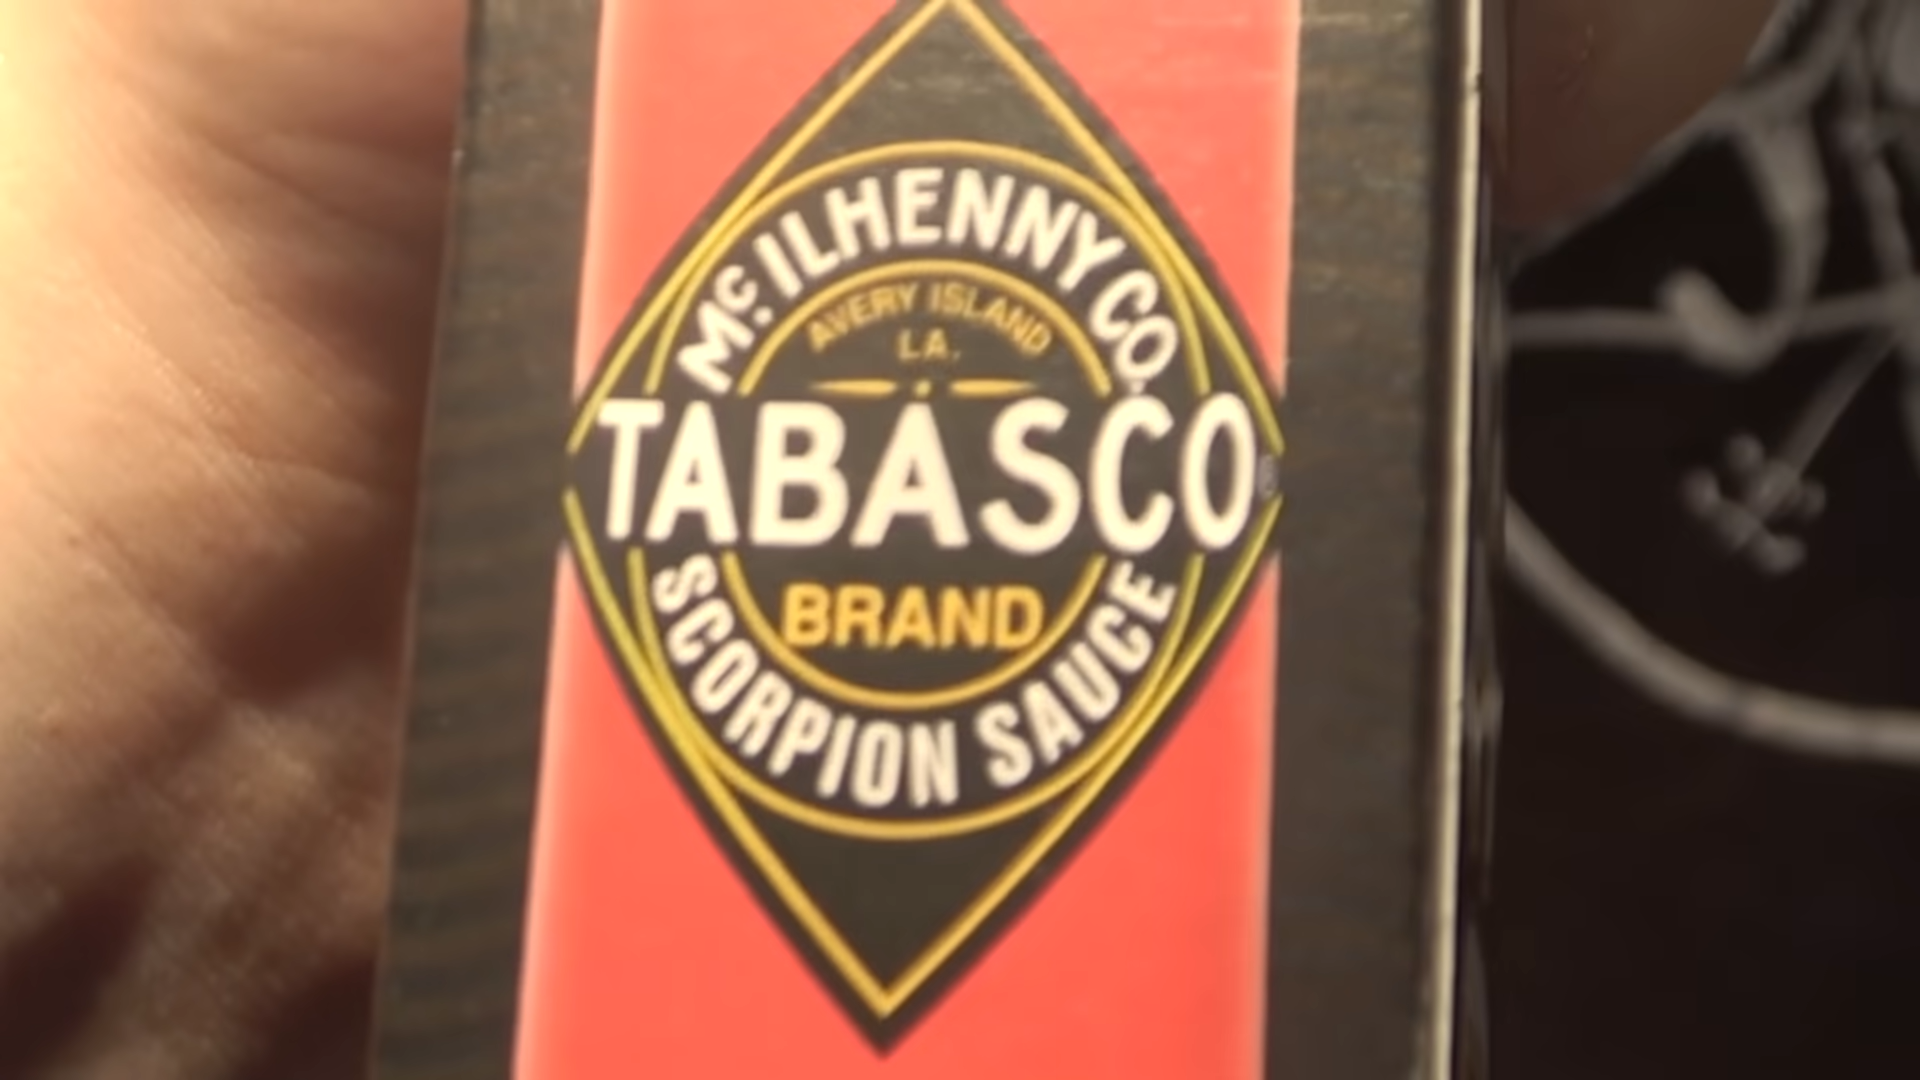 Mc. ILHENNY CO.
AVERY ISLAND
LA.
TABASCO®
BRAND
SCORPION SAUCE